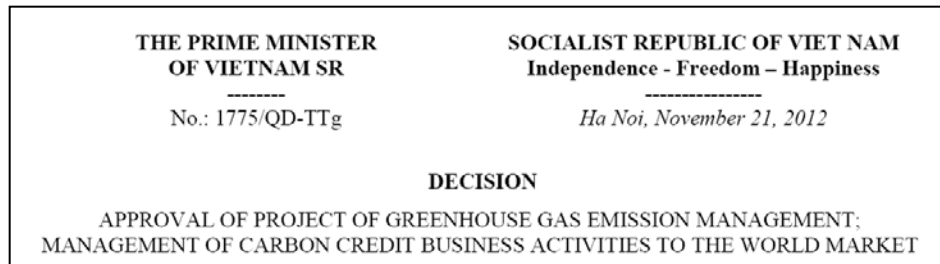 THE PRIME MINISTER
OF VIETNAM SR
--------
No.: 1775/QD-TTg
SOCIALIST REPUBLIC OF VIET NAM
Independence - Freedom – Happiness
----------------
Ha Noi, November 21, 2012
DECISION
APPROVAL OF PROJECT OF GREENHOUSE GAS EMISSION MANAGEMENT;
MANAGEMENT OF CARBON CREDIT BUSINESS ACTIVITIES TO THE WORLD MARKET